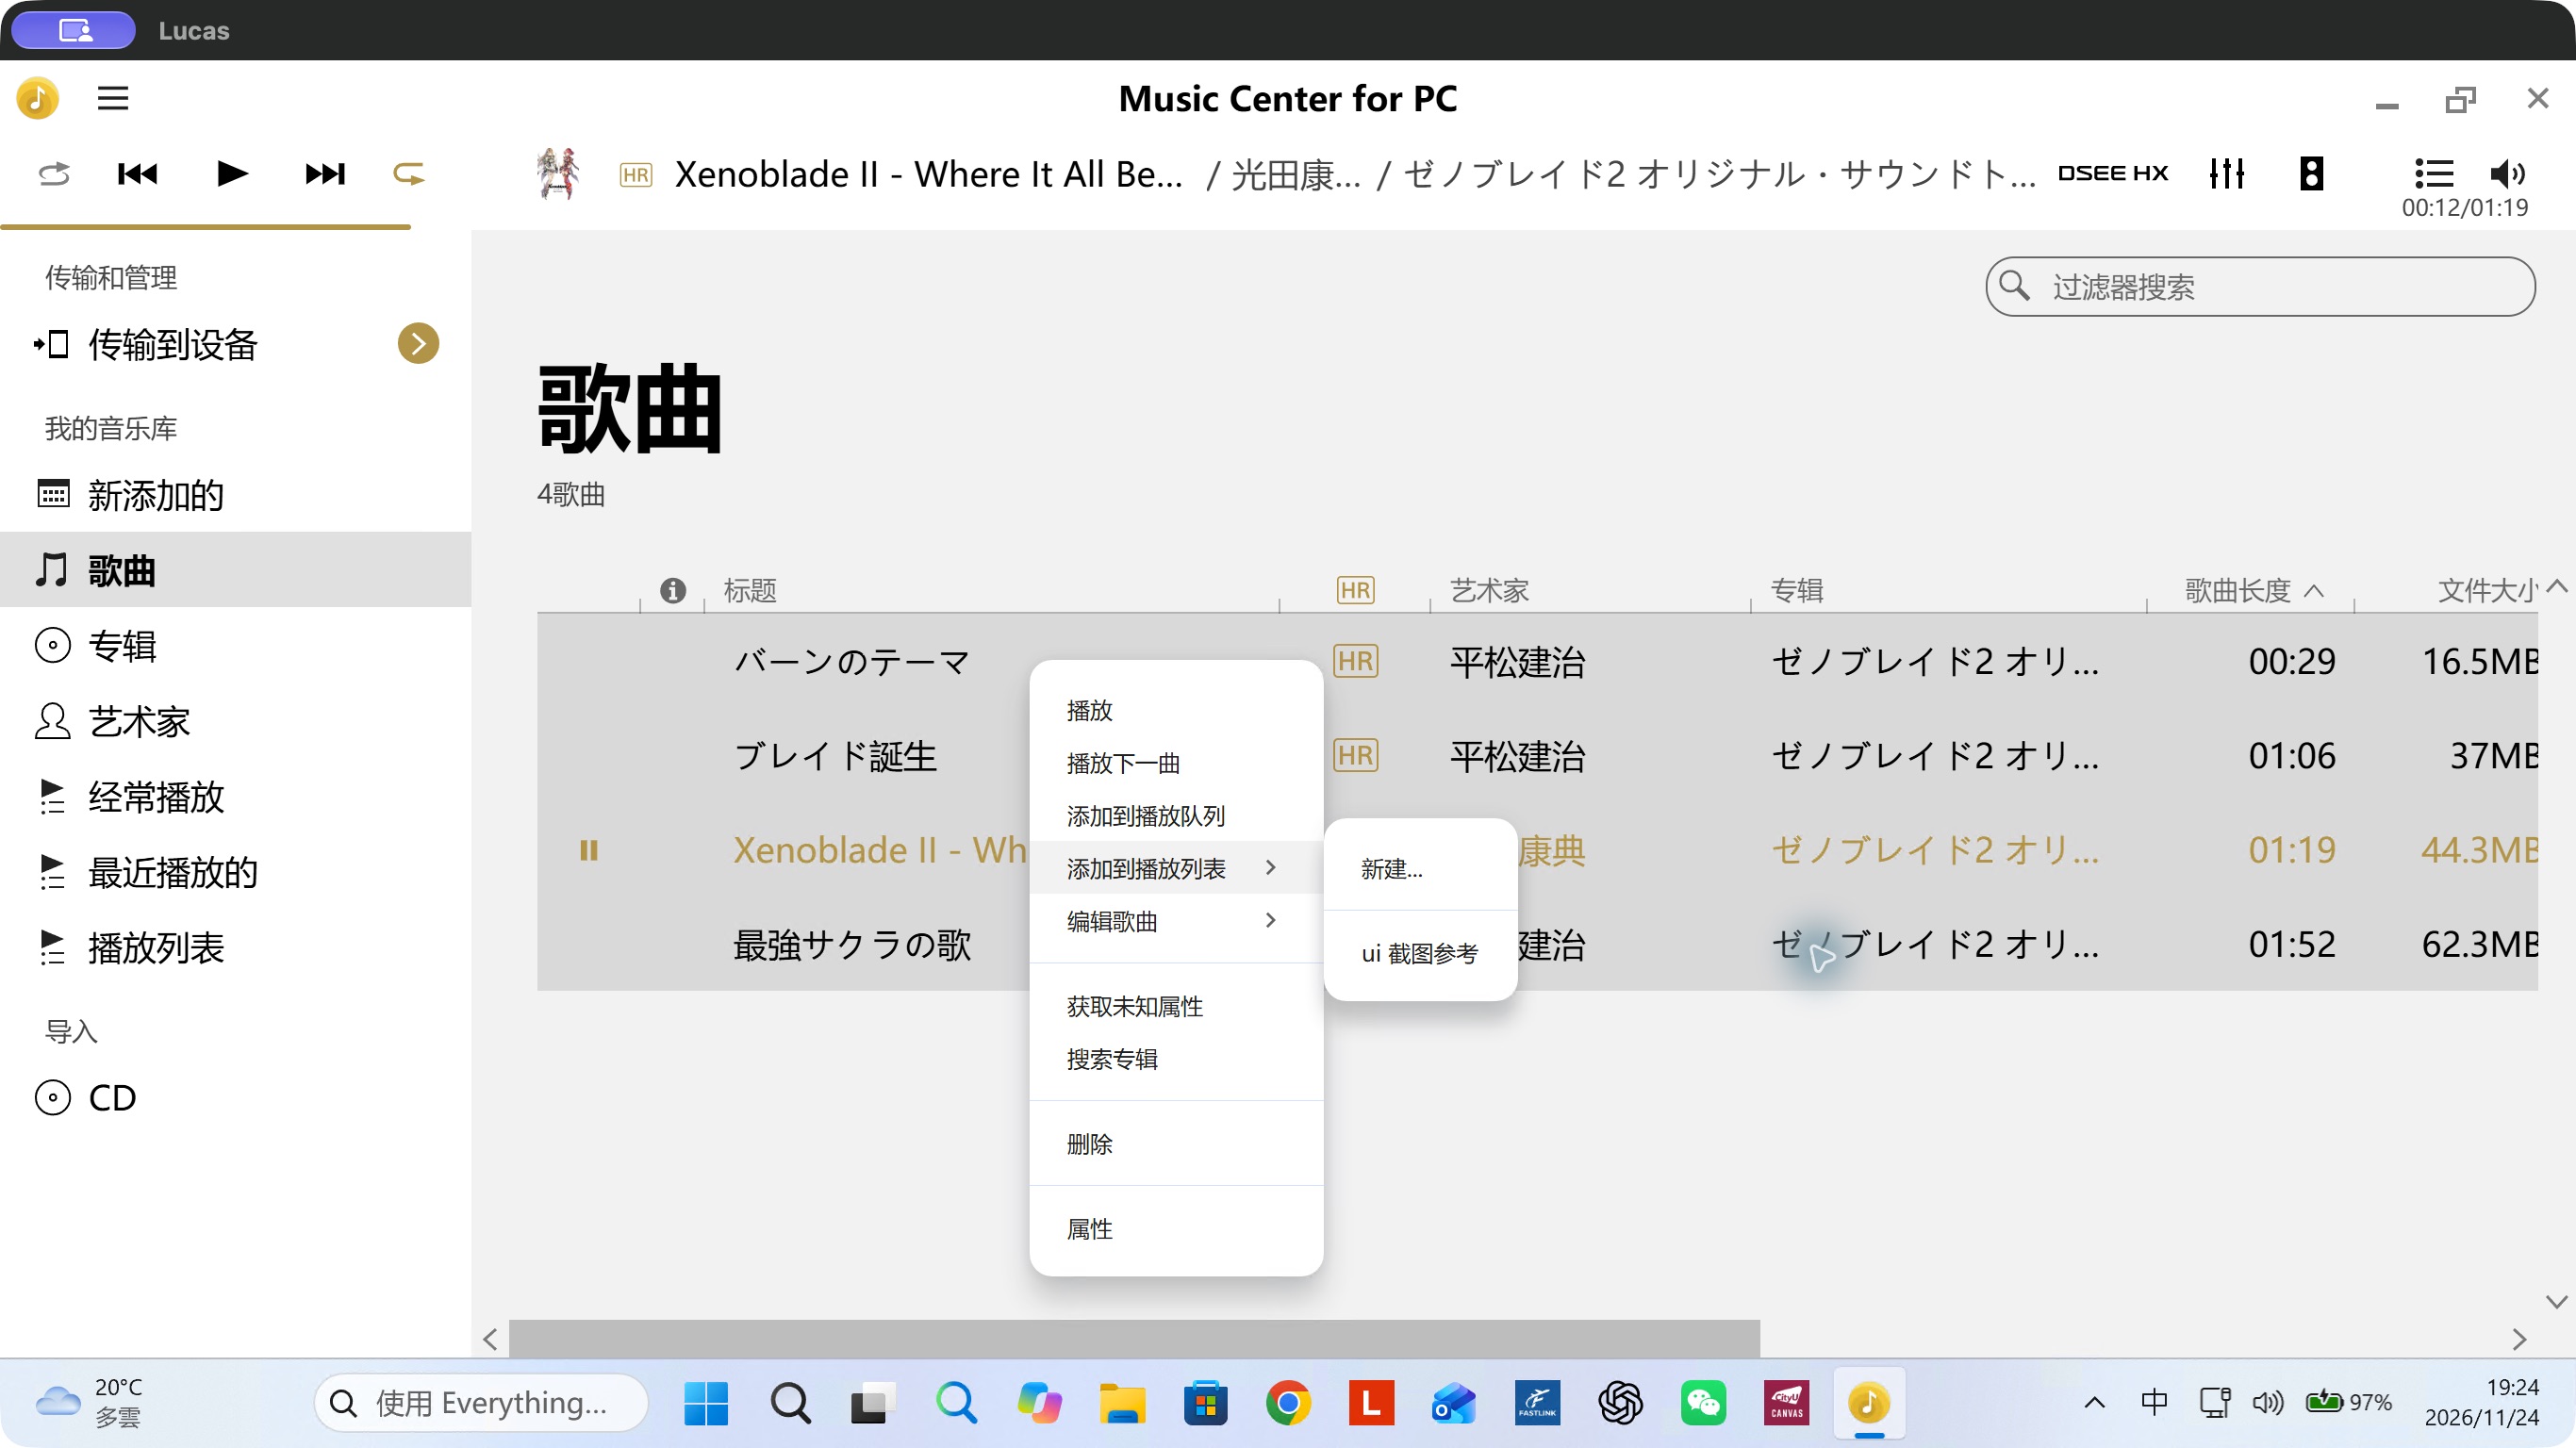 Lucas
Music Center for PC
HR Xenoblade II - Where It All Be... / 光田康... / ゼノブレイド2 オリジナル・サウンドト... DSEE HX
00:12/01:19
传输和管理
传输到设备
我的音乐库
新添加的
歌曲
专辑
艺术家
经常播放
最近播放的
播放列表
导入
CD
过滤器搜索
歌曲
4歌曲
标题 HR 艺术家 专辑 歌曲长度 文件大小
バーンのテーマ HR 平松建治 ゼノブレイド2 オリ... 00:29 16.5MB
ブレイド誕生 HR 平松建治 ゼノブレイド2 オリ... 01:06 37MB
Xenoblade II - Wh 康典 ゼノブレイド2 オリ... 01:19 44.3MB
最強サクラの歌 建治 ゼノブレイド2 オリ... 01:52 62.3MB
播放
播放下一曲
添加到播放队列
添加到播放列表
编辑歌曲
获取未知属性
搜索专辑
删除
属性
新建...
ui 截图参考
20°C
多雲
使用 Everything...
L
FASTLINK
CityU
CANVAS
中
97%
19:24
2026/11/24